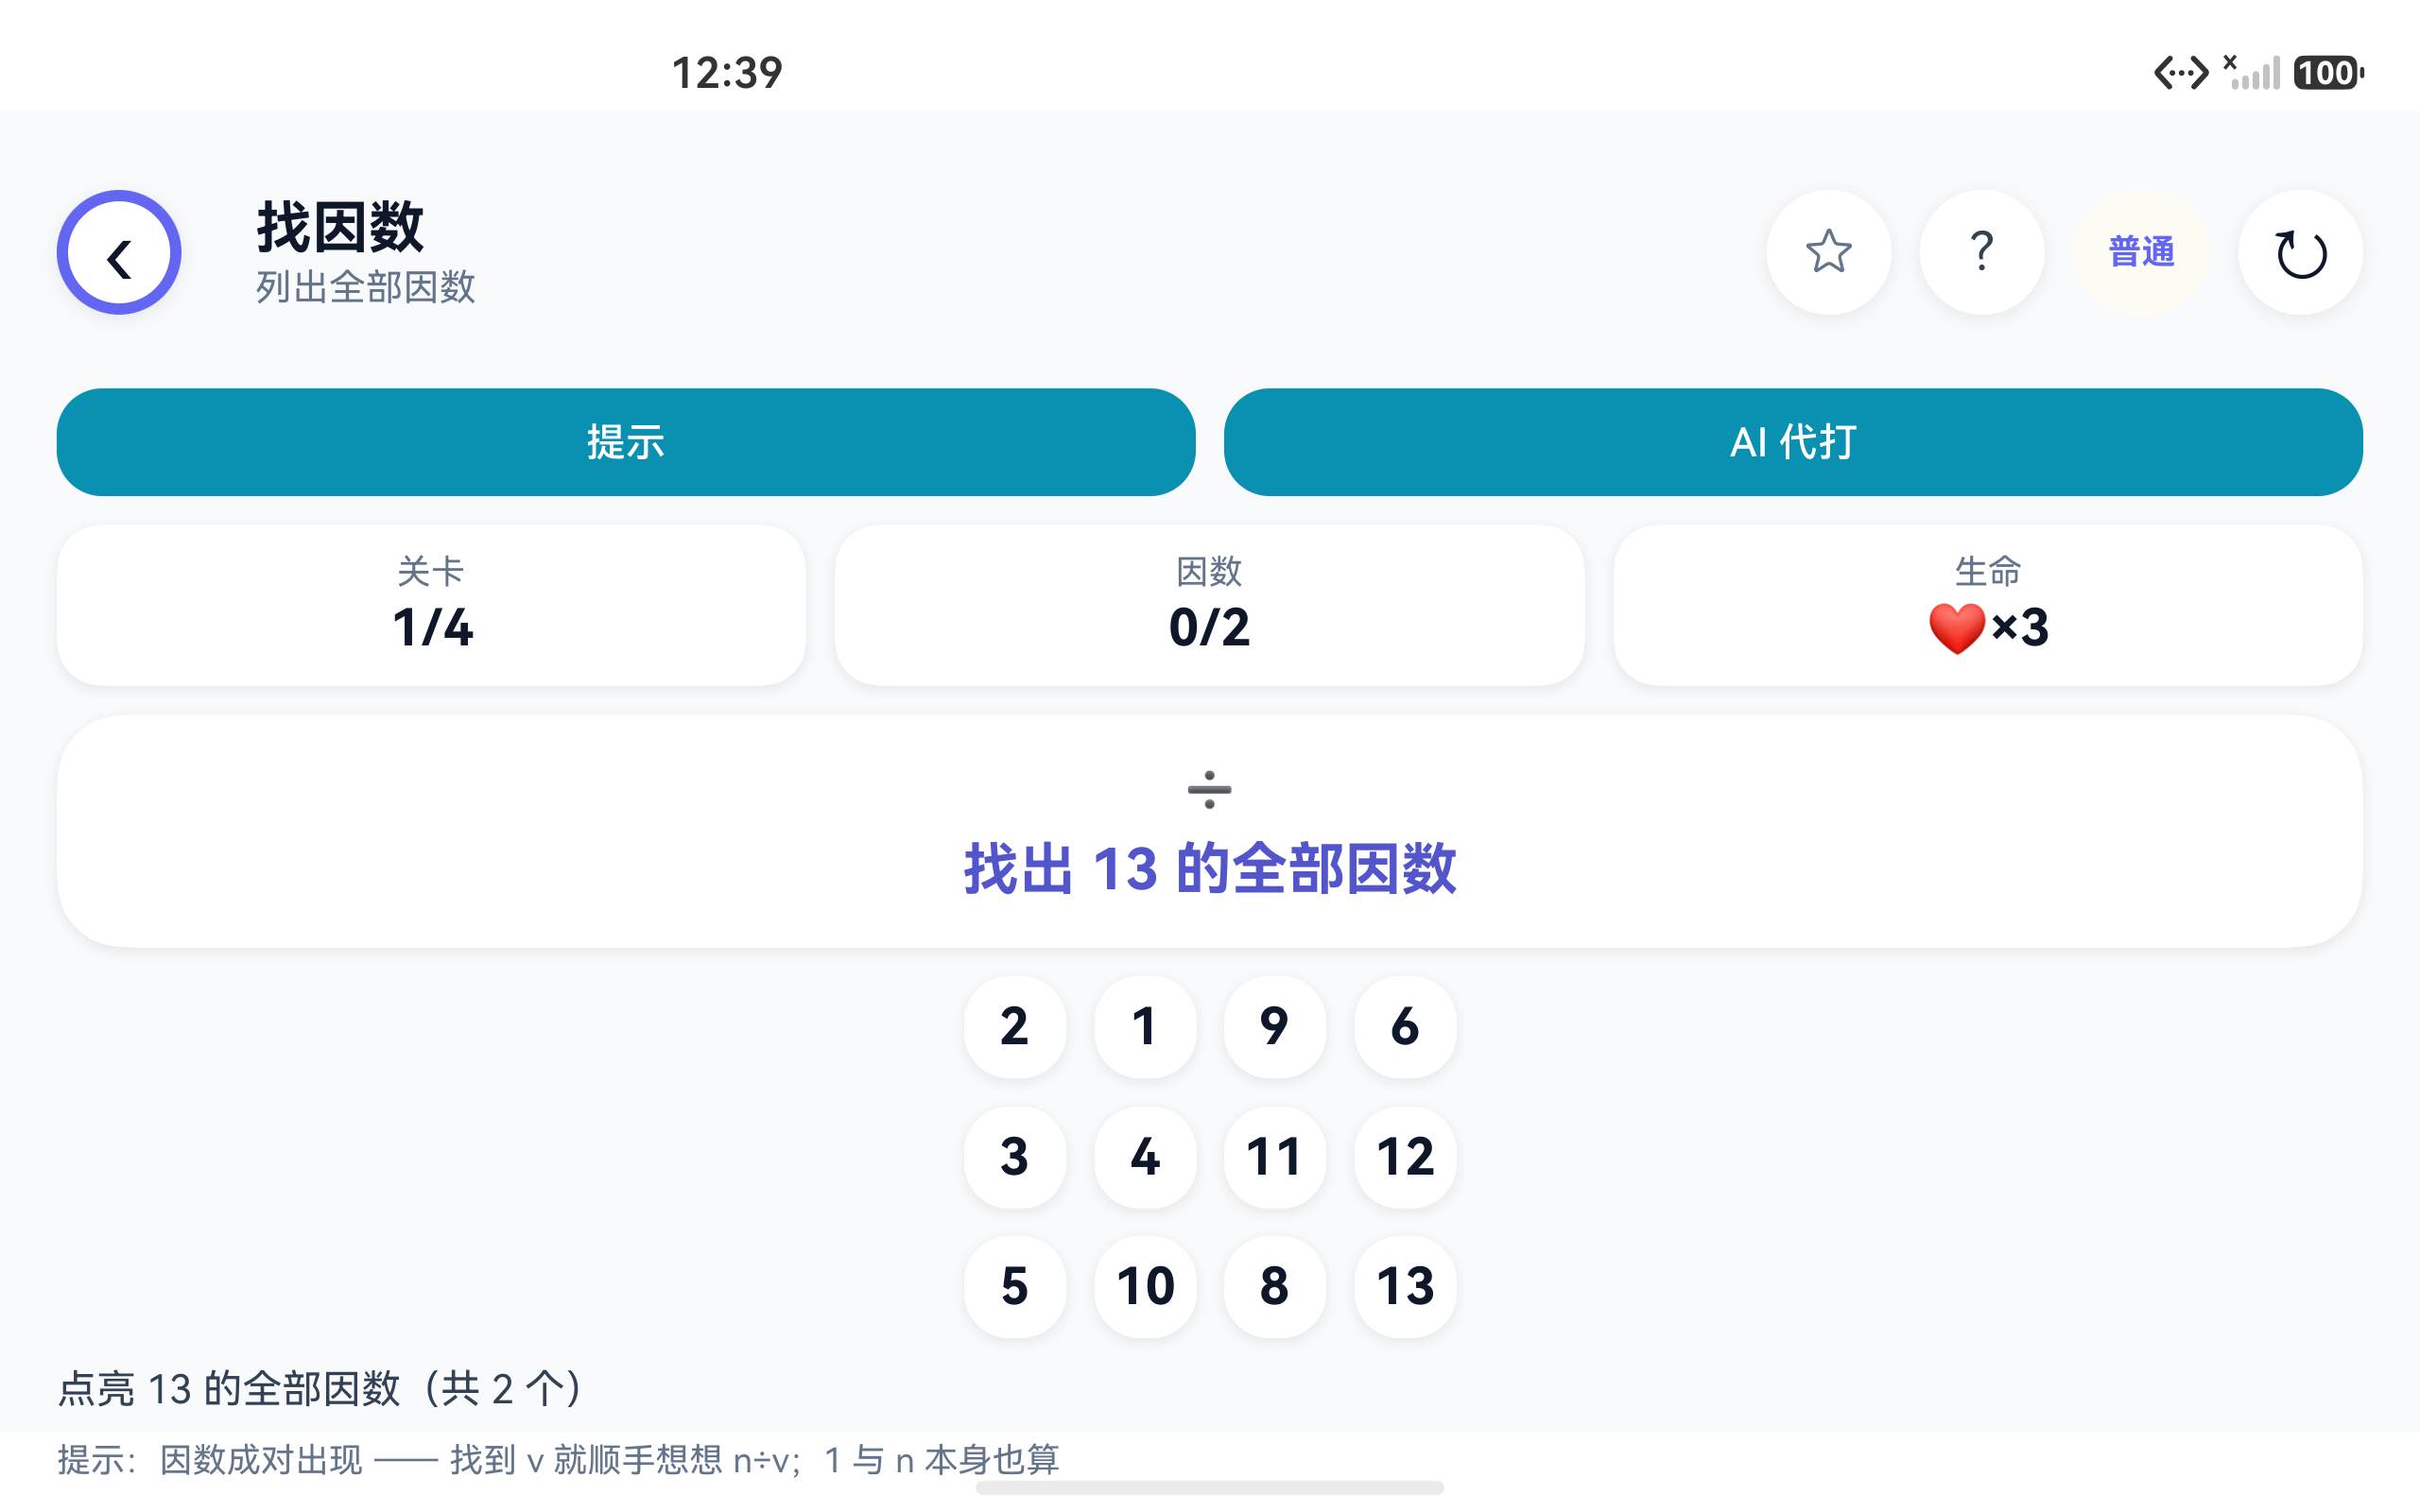 12:39
100
找因数
列出全部因数
?
普通
提示
AI 代打
关卡
1/4
因数
0/2
生命
❤️×3
÷
找出 13 的全部因数
2 1 9 6
3 4 11 12
5 10 8 13
点亮 13 的全部因数（共 2 个）
提示：因数成对出现 —— 找到 v 就顺手想想 n÷v；1 与 n 本身也算